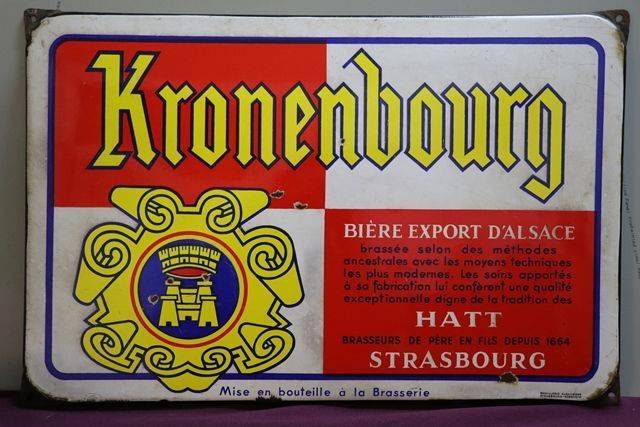 Kronenbourg
BIÈRE EXPORT D'ALSACE
brassée selon des méthodes
ancestrales avec les moyens techniques
les plus modernes. Les soins apportés
à sa fabrication lui confèrent une qualité
exceptionnelle digne de la tradition des
HATT
BRASSEURS DE PÈRE EN FILS DEPUIS 1664
STRASBOURG
Mise en bouteille à la Brasserie